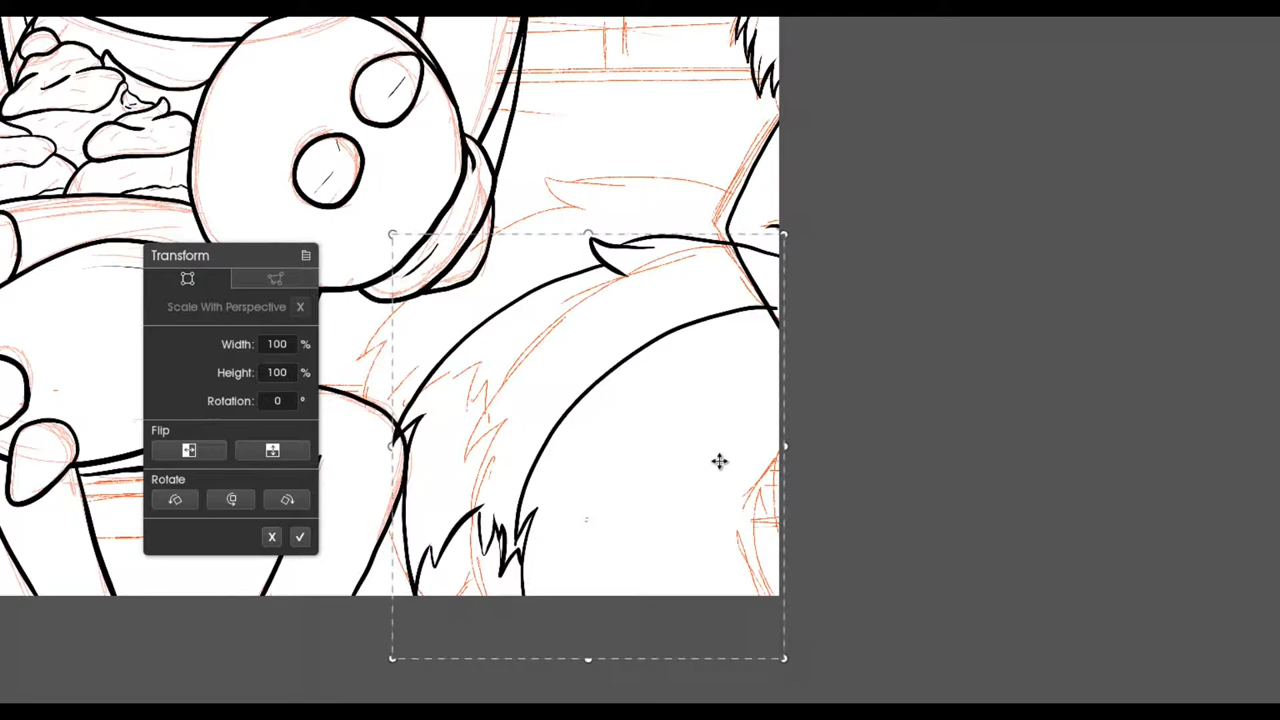 Transform
Scale With Perspective X
Width: 100 %
Height: 100 %
Rotation: 0 °
Flip
Rotate
X